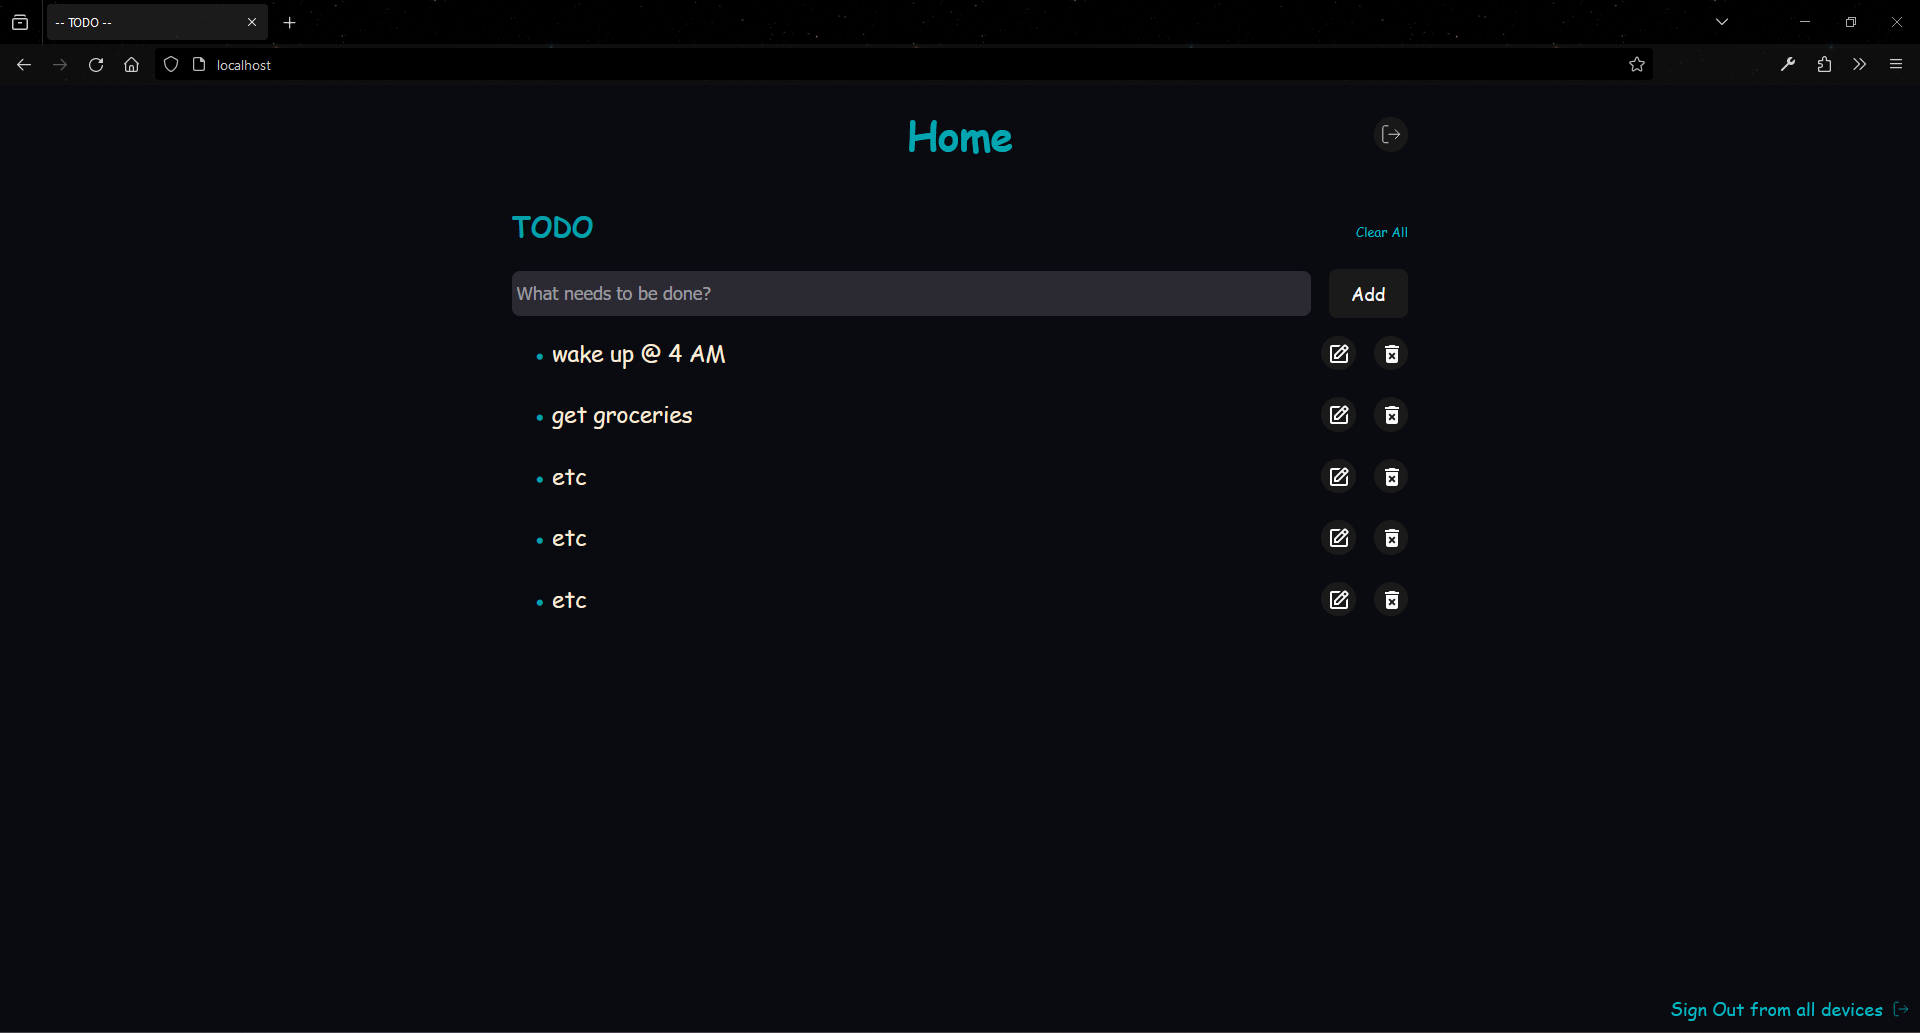 -- TODO --
localhost
Home
TODO
Clear All
What needs to be done?
Add
wake up @ 4 AM
get groceries
etc
etc
etc
Sign Out from all devices